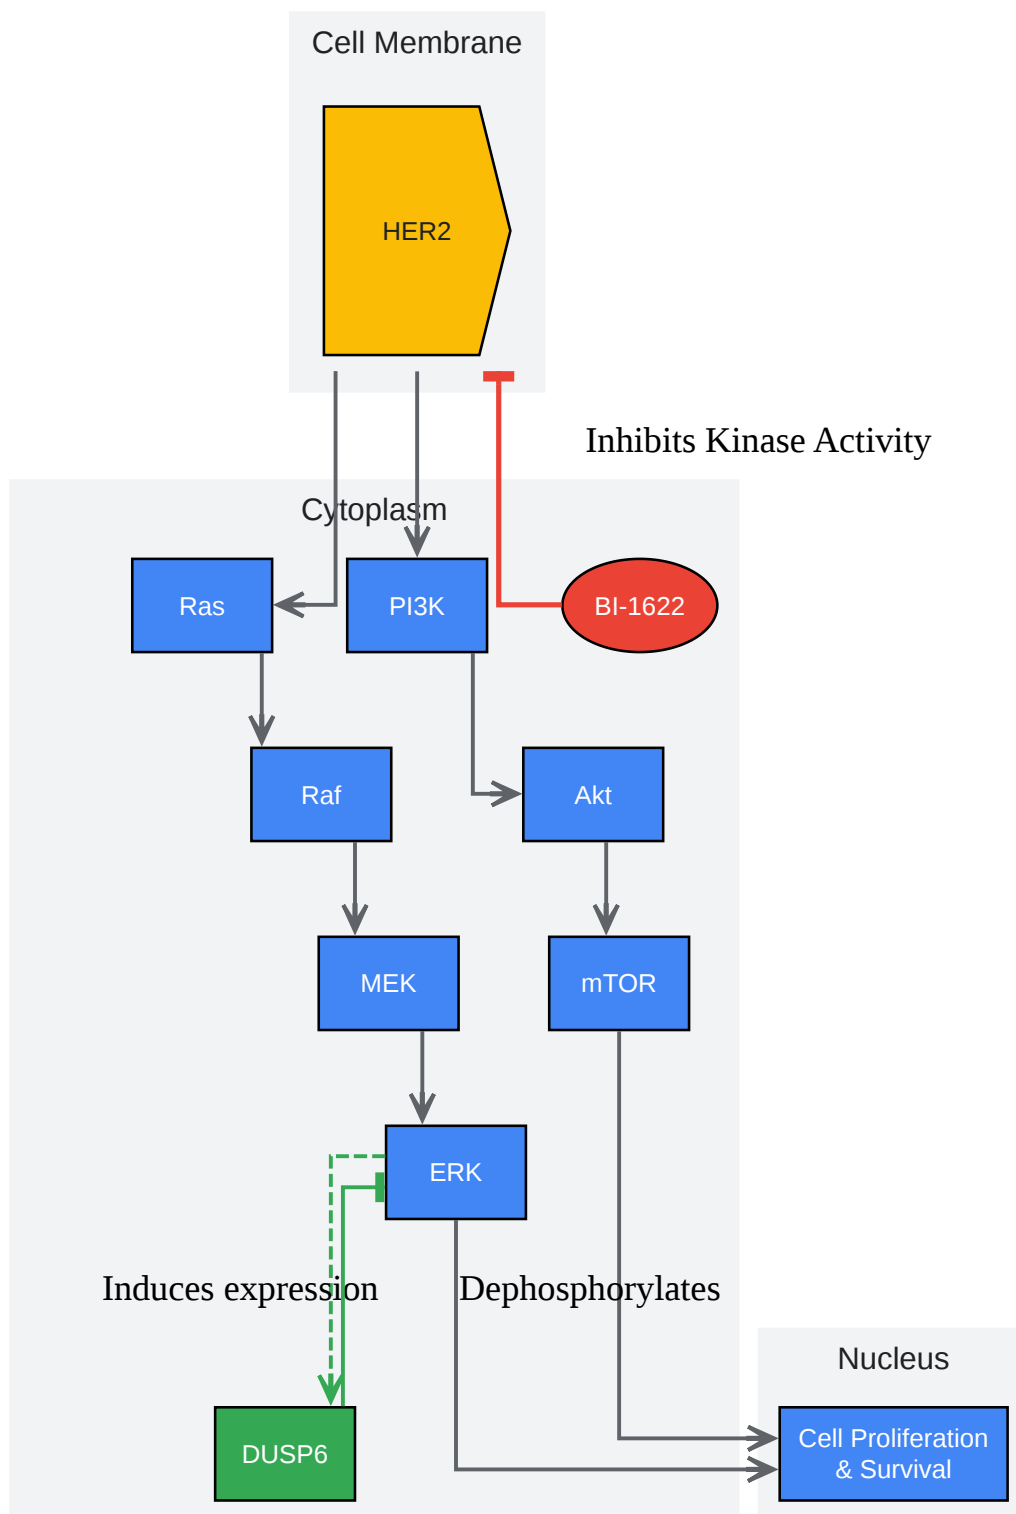 Cell Membrane
HER2
Inhibits Kinase Activity
Cytoplasm
Ras
PI3K
BI-1622
Raf
Akt
MEK
mTOR
ERK
Induces expression
Dephosphorylates
Nucleus
Cell Proliferation
& Survival
DUSP6